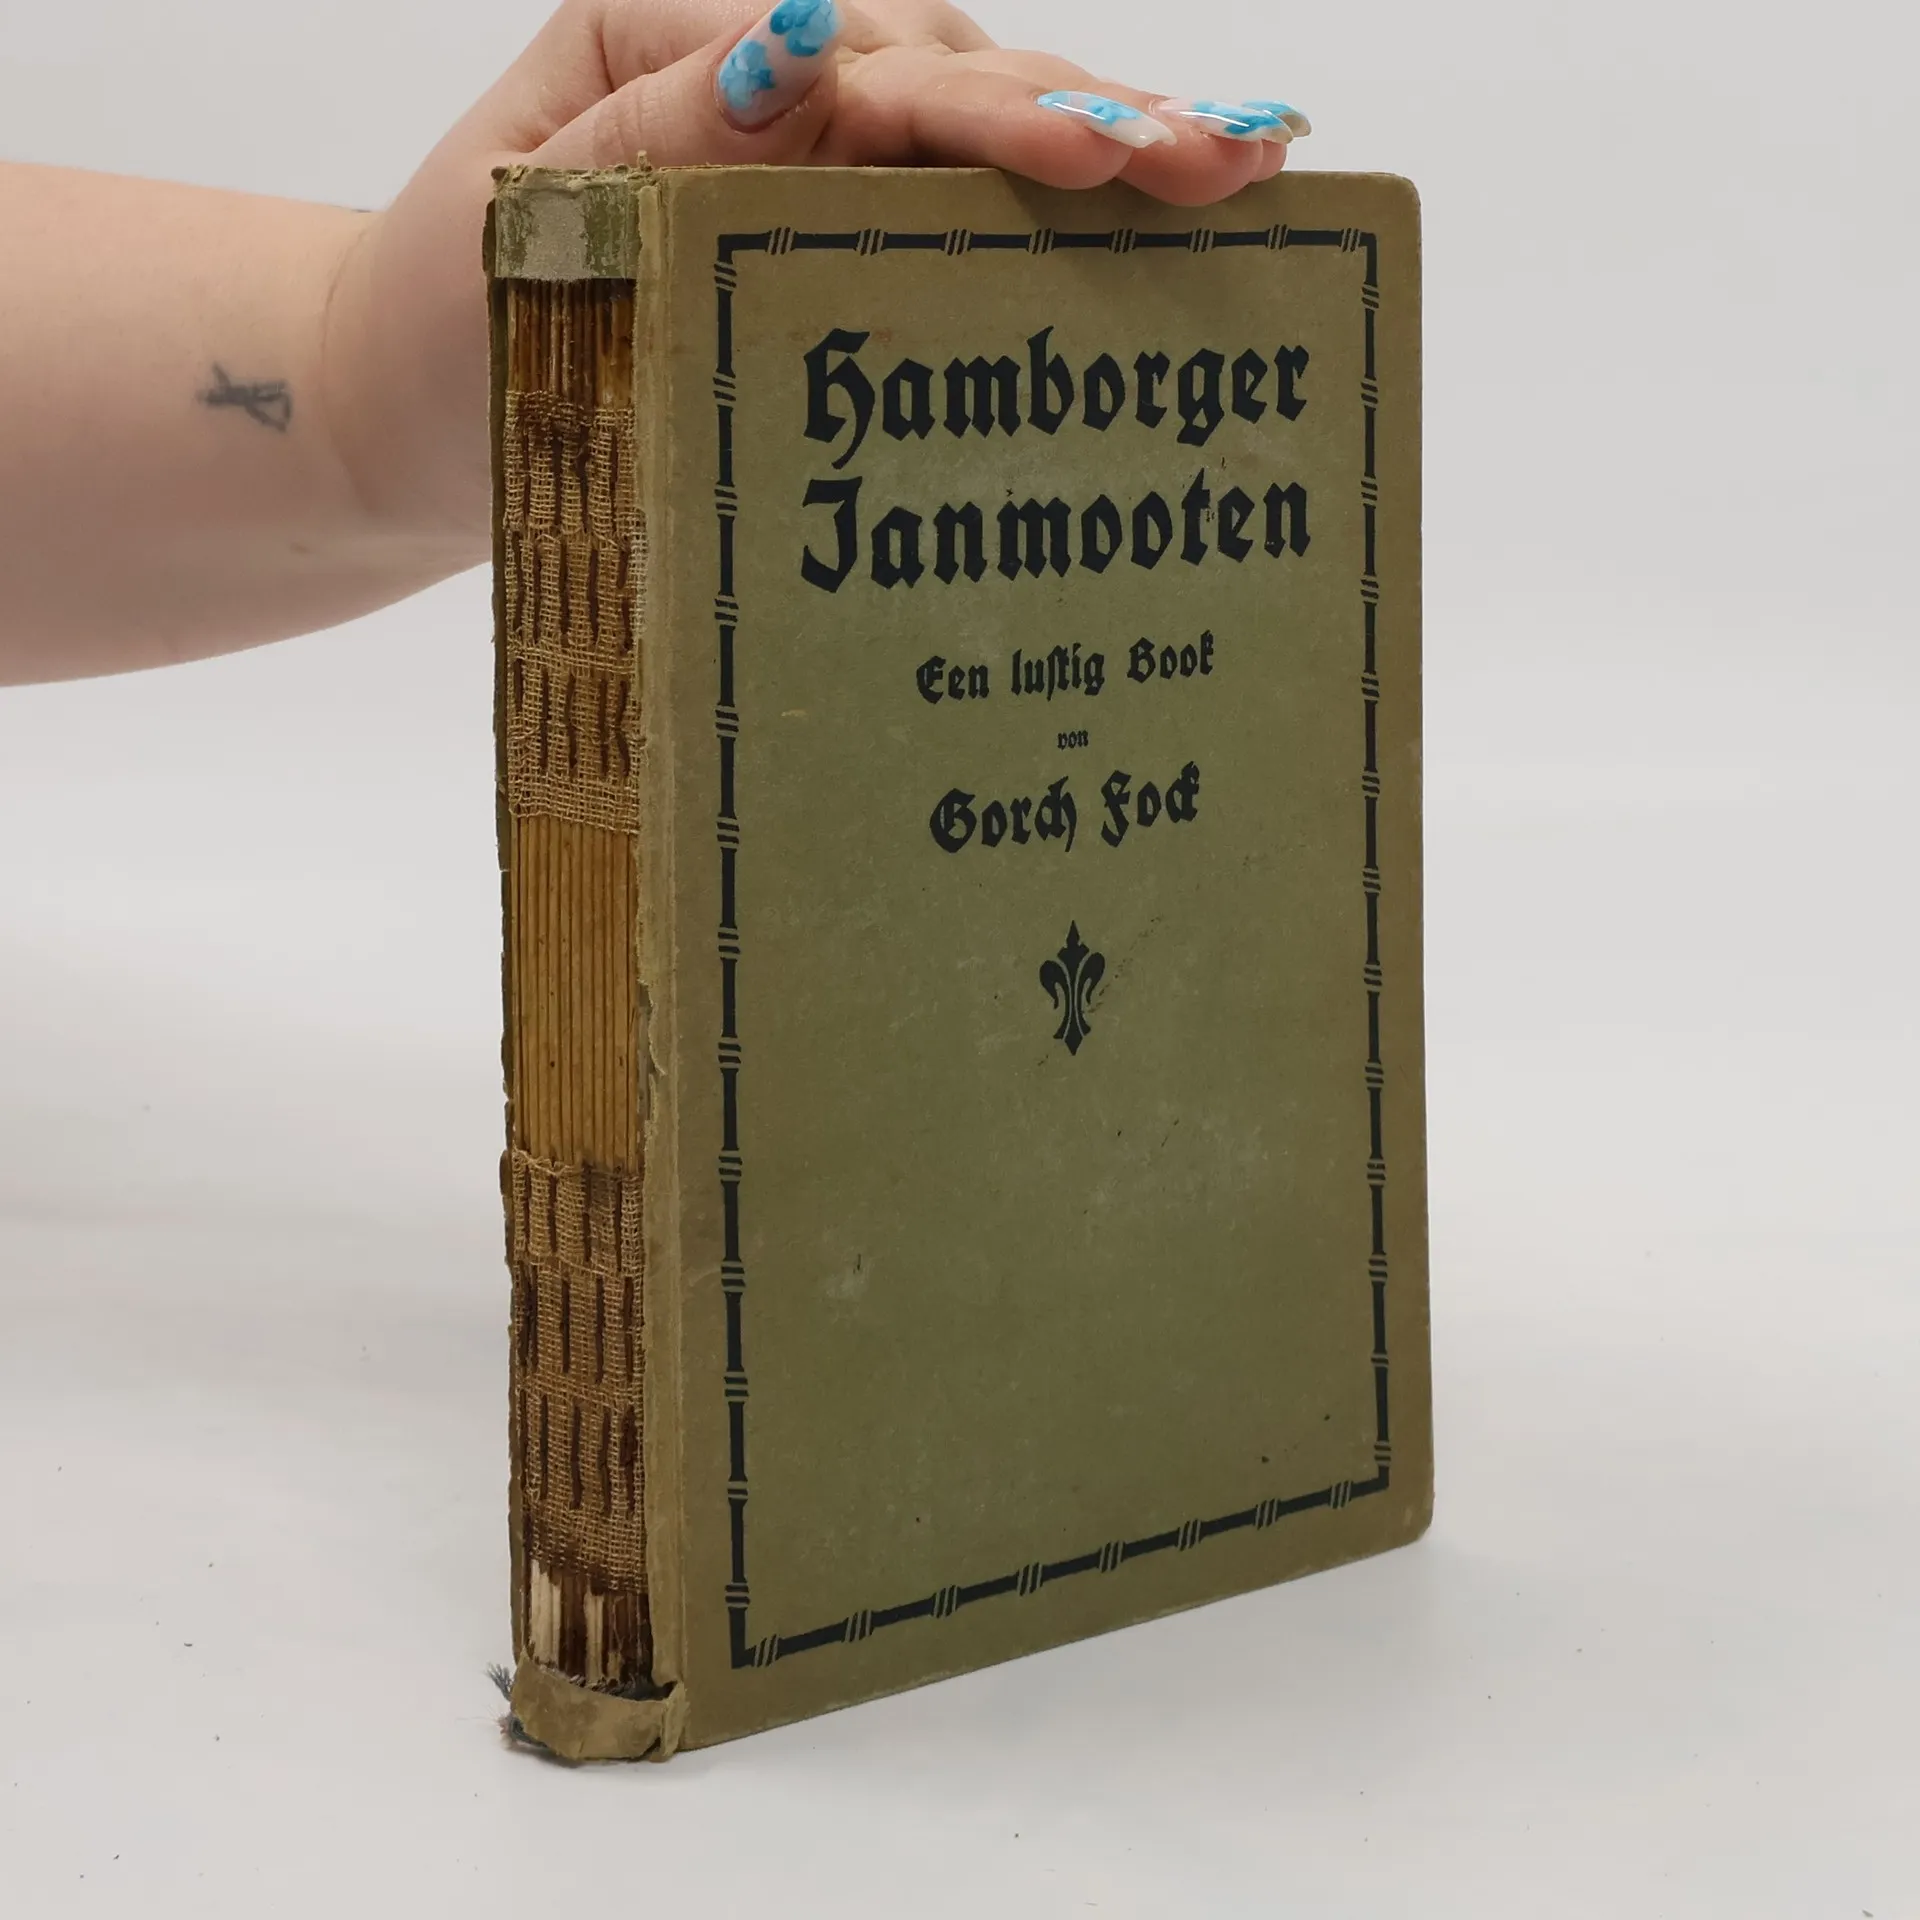 Hamborger
Janmooten
Een luſtig Book
von
Gorch Fock